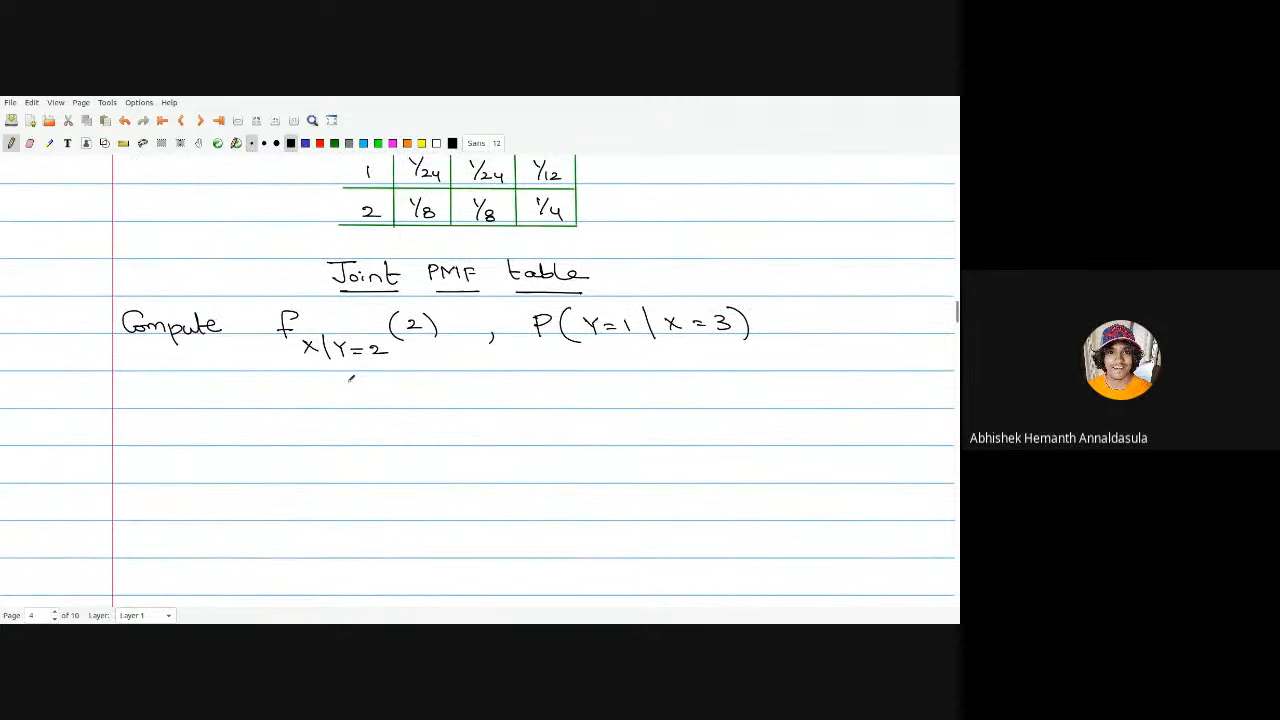 File Edit View Page Tools Options Help
T Sans 12
1 1/24 1/24 1/12
2 1/8 1/8 1/4
Joint PMF table
Compute f X|Y=2 (2) , P(Y=1 | X=3)
Abhishek Hemanth Annaldasula
Page 4 of 10 Layer: Layer 1